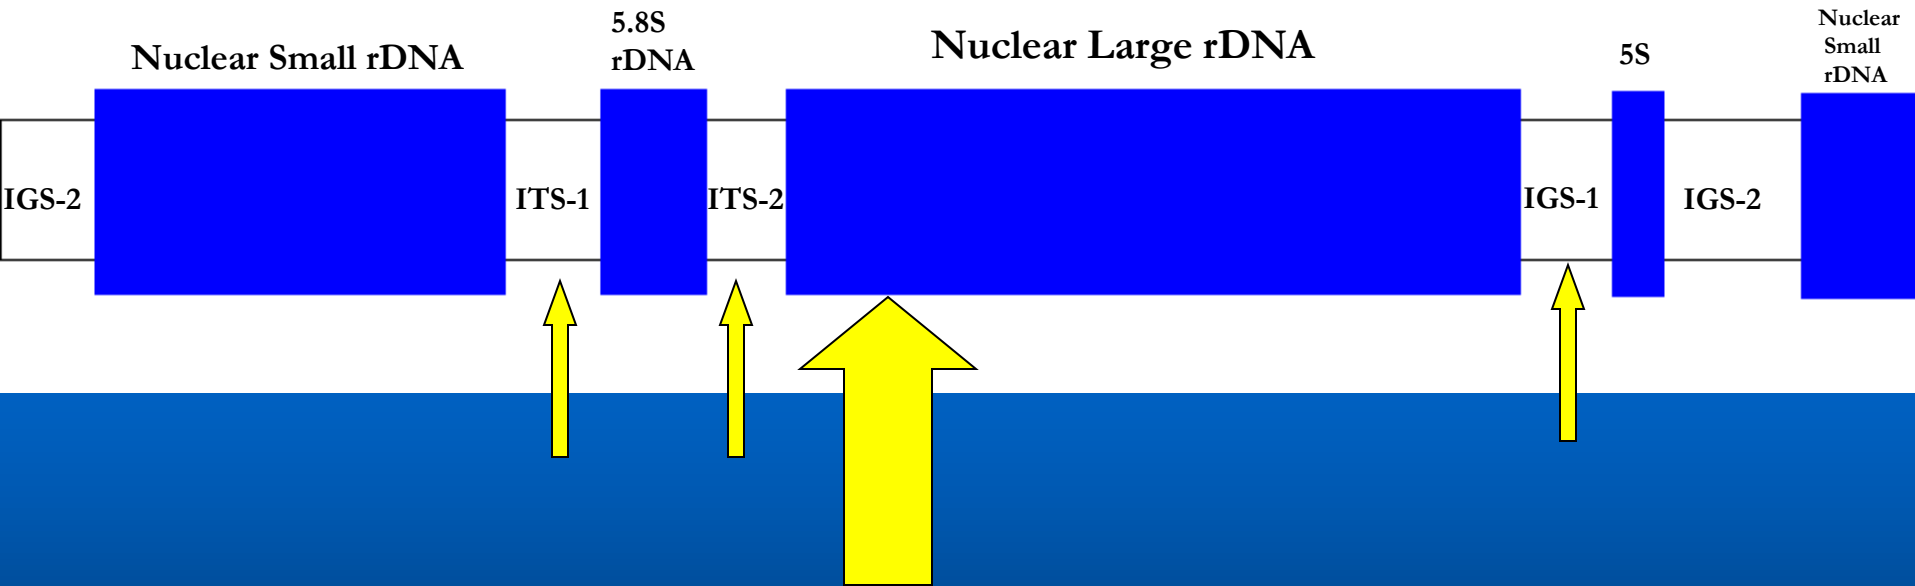 Nuclear Small rDNA
5.8S
rDNA
Nuclear Large rDNA
5S
Nuclear
Small
rDNA
IGS-2
ITS-1
ITS-2
IGS-1
IGS-2